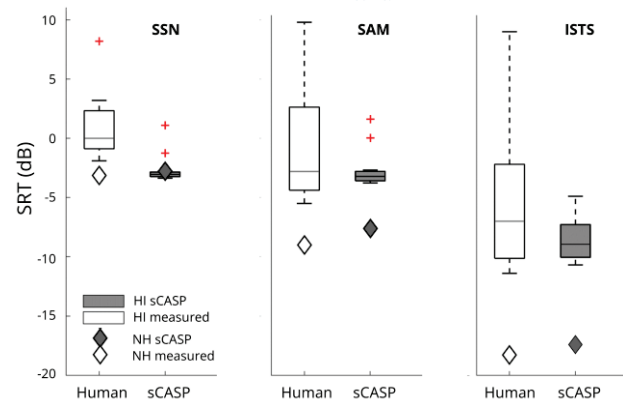 SSN
SAM
ISTS
10
5
0
-5
-10
-15
-20
SRT (dB)
HI sCASP
HI measured
NH sCASP
NH measured
Human sCASP
Human sCASP
Human sCASP